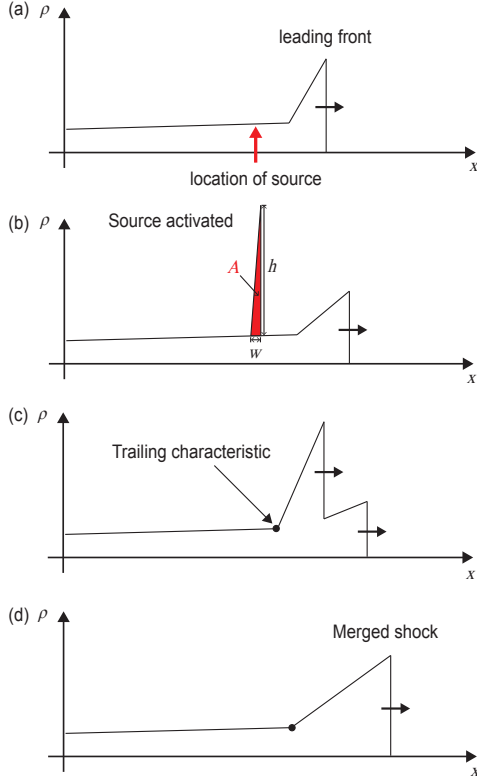 (a)
ρ
leading front
x
location of source
(b)
ρ
Source activated
A
h
w
x
(c)
ρ
Trailing characteristic
x
(d)
ρ
Merged shock
x